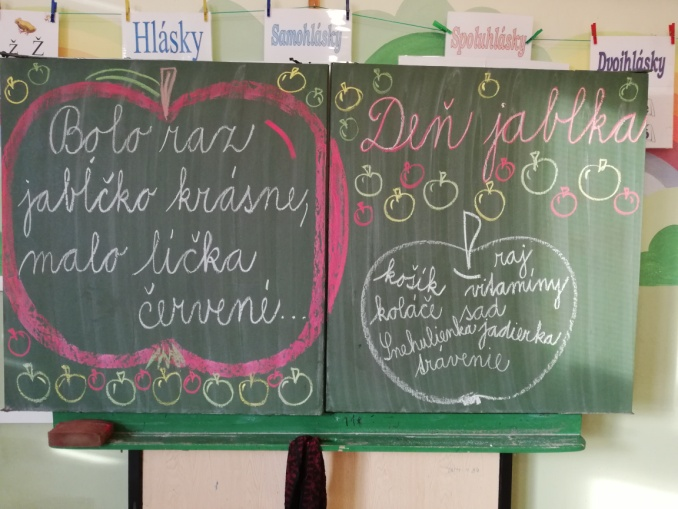 Ž Ž
Hlásky
Samohlásky
Spoluhlásky
Dvojhlásky
Bolo raz
jabĺčko krásne,
malo líčka
červené...
Deň jablka
raj
košík vitamíny
koláče sad
Snehulienka jadierka
trávenie